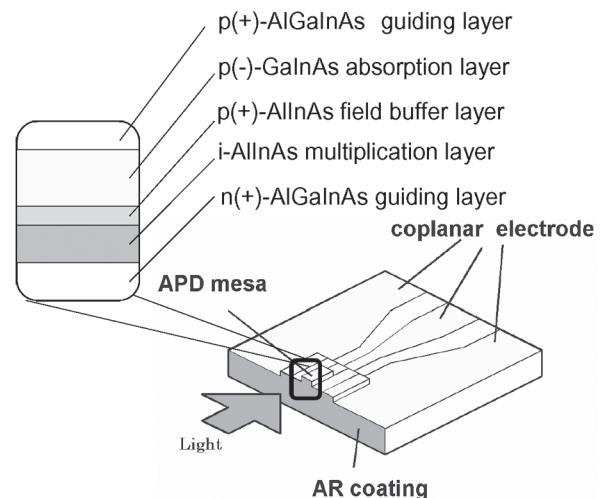 p(+)-AlGaInAs guiding layer
p(-)-GaInAs absorption layer
p(+)-AlInAs field buffer layer
i-AlInAs multiplication layer
n(+)-AlGaInAs guiding layer
coplanar electrode
APD mesa
Light
AR coating